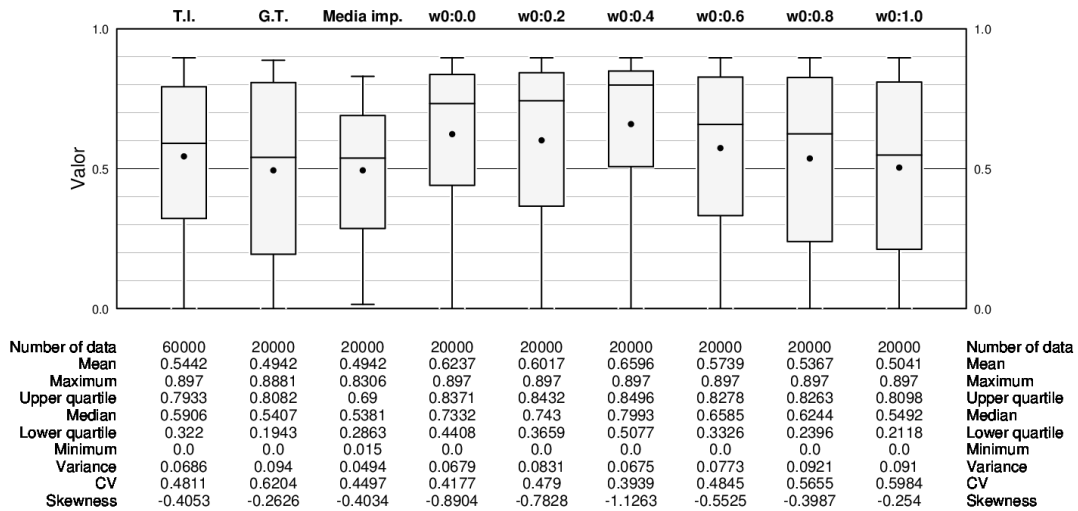 T.I. G.T. Media imp. w0:0.0 w0:0.2 w0:0.4 w0:0.6 w0:0.8 w0:1.0
1.0 1.0
Valor
0.5 0.5
0.0 0.0
Number of data 60000 20000 20000 20000 20000 20000 20000 20000 20000 Number of data
Mean 0.5442 0.4942 0.4942 0.6237 0.6017 0.6596 0.5739 0.5367 0.5041 Mean
Maximum 0.897 0.8881 0.8306 0.897 0.897 0.897 0.897 0.897 0.897 Maximum
Upper quartile 0.7933 0.8082 0.69 0.8371 0.8432 0.8496 0.8278 0.8263 0.8098 Upper quartile
Median 0.5906 0.5407 0.5381 0.7332 0.743 0.7993 0.6585 0.6244 0.5492 Median
Lower quartile 0.322 0.1943 0.2863 0.4408 0.3659 0.5077 0.3326 0.2396 0.2118 Lower quartile
Minimum 0.0 0.0 0.015 0.0 0.0 0.0 0.0 0.0 0.0 Minimum
Variance 0.0686 0.094 0.0494 0.0679 0.0831 0.0675 0.0773 0.0921 0.091 Variance
CV 0.4811 0.6204 0.4497 0.4177 0.479 0.3939 0.4845 0.5655 0.5984 CV
Skewness -0.4053 -0.2626 -0.4034 -0.8904 -0.7828 -1.1263 -0.5525 -0.3987 -0.254 Skewness